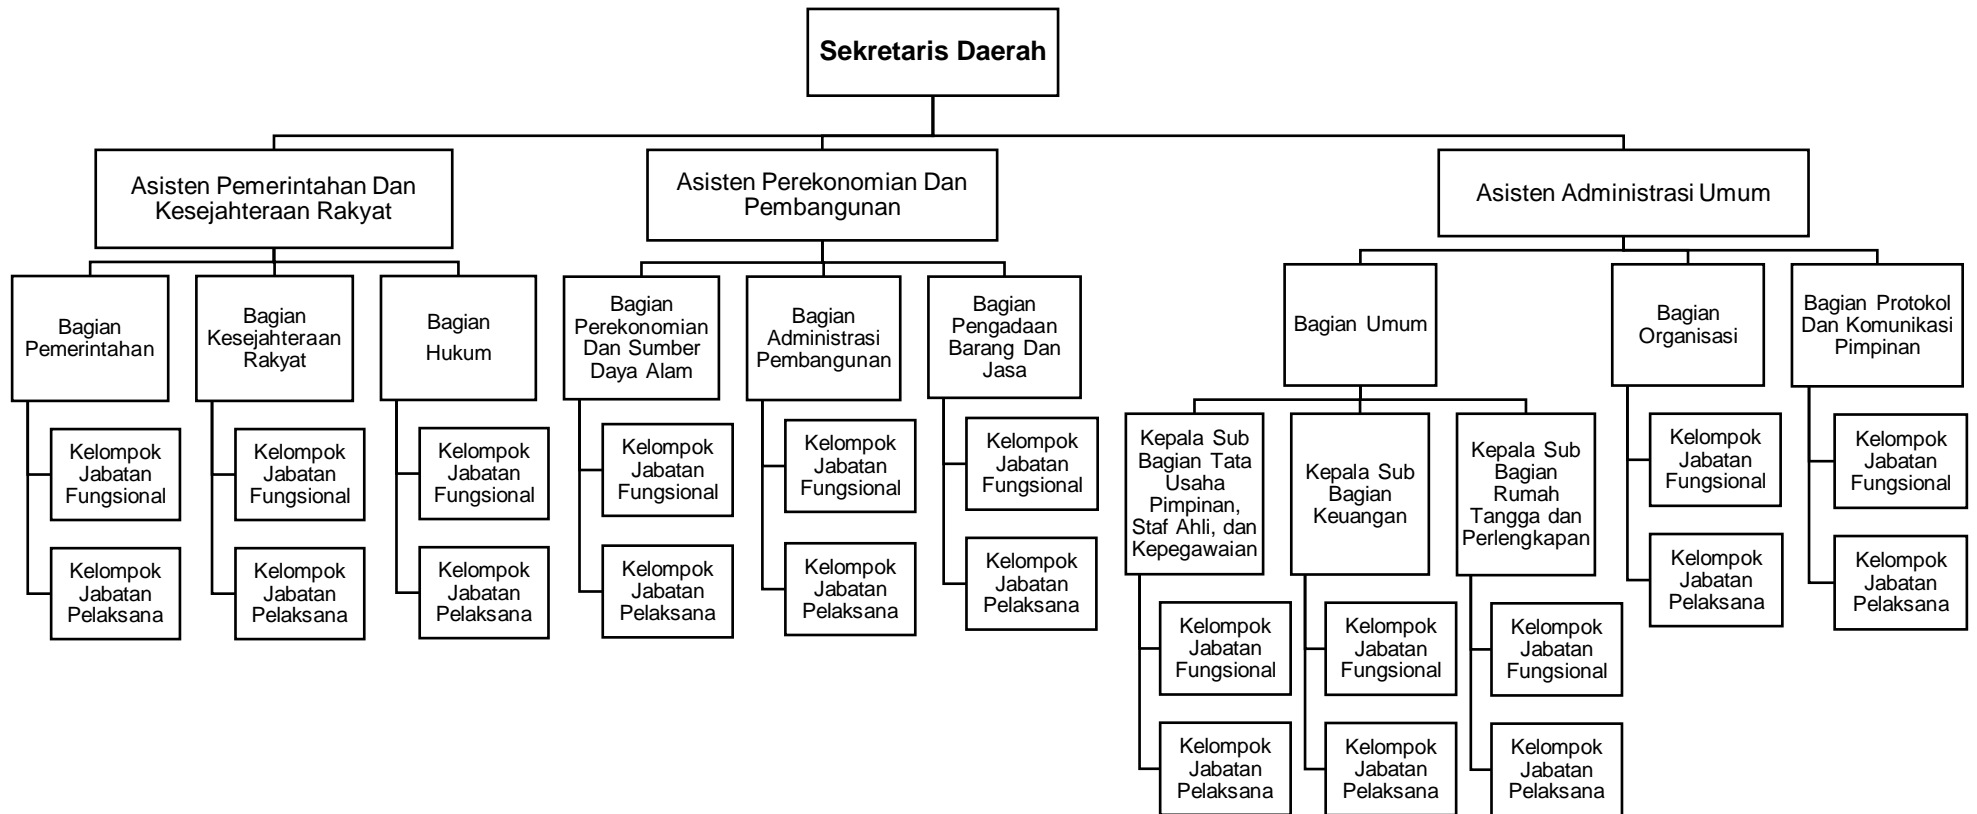 Sekretaris Daerah
Asisten Pemerintahan Dan
Kesejahteraan Rakyat
Asisten Perekonomian Dan
Pembangunan
Asisten Administrasi Umum
Bagian
Pemerintahan
Bagian
Kesejahteraan
Rakyat
Bagian
Hukum
Bagian
Perekonomian
Dan Sumber
Daya Alam
Bagian
Administrasi
Pembangunan
Bagian
Pengadaan
Barang Dan
Jasa
Bagian Umum
Bagian
Organisasi
Bagian Protokol
Dan Komunikasi
Pimpinan
Kelompok
Jabatan
Fungsional
Kelompok
Jabatan
Pelaksana
Kelompok
Jabatan
Fungsional
Kelompok
Jabatan
Pelaksana
Kelompok
Jabatan
Fungsional
Kelompok
Jabatan
Pelaksana
Kelompok
Jabatan
Fungsional
Kelompok
Jabatan
Pelaksana
Kelompok
Jabatan
Fungsional
Kelompok
Jabatan
Pelaksana
Kelompok
Jabatan
Fungsional
Kelompok
Jabatan
Pelaksana
Kepala Sub
Bagian Tata
Usaha
Pimpinan,
Staf Ahli, dan
Kepegawaian
Kepala Sub
Bagian
Keuangan
Kepala Sub
Bagian
Rumah
Tangga dan
Perlengkapan
Kelompok
Jabatan
Fungsional
Kelompok
Jabatan
Pelaksana
Kelompok
Jabatan
Fungsional
Kelompok
Jabatan
Pelaksana
Kelompok
Jabatan
Fungsional
Kelompok
Jabatan
Pelaksana
Kelompok
Jabatan
Fungsional
Kelompok
Jabatan
Pelaksana
Kelompok
Jabatan
Fungsional
Kelompok
Jabatan
Pelaksana